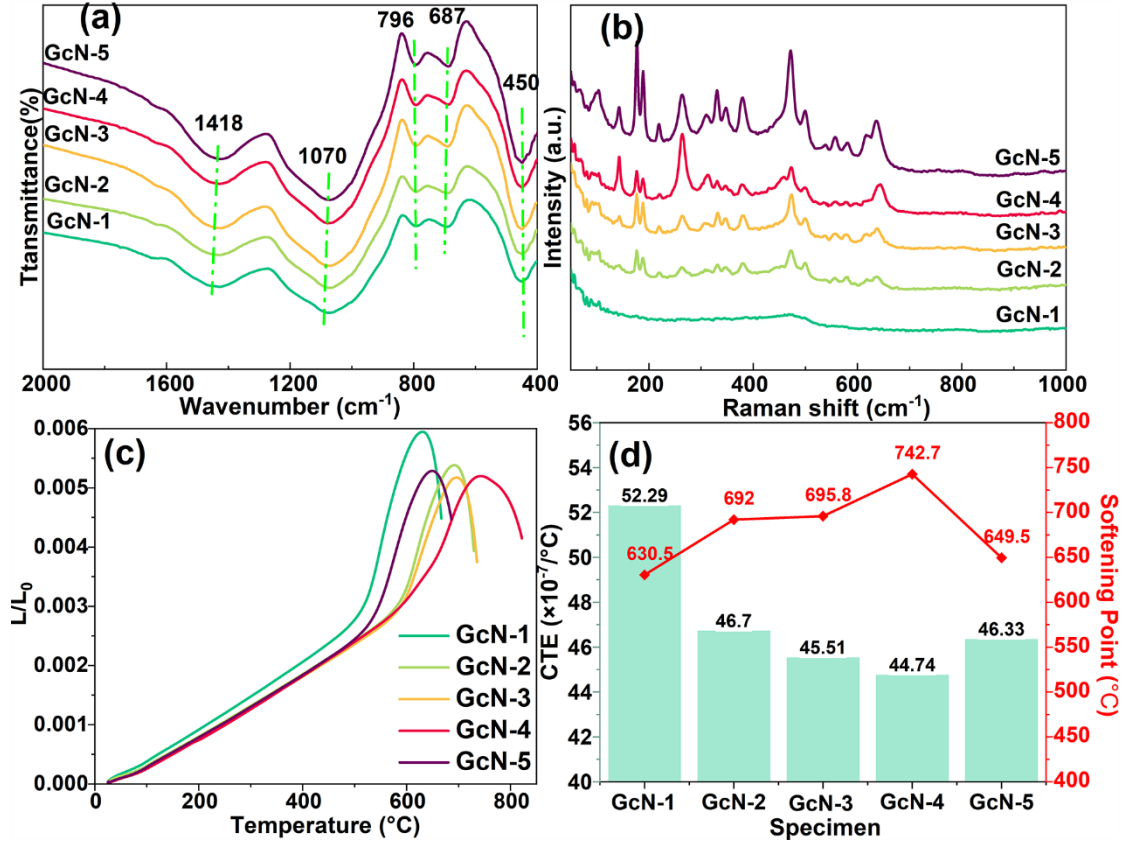 (a)
796 687
450
1418
1070
GcN-5
GcN-4
GcN-3
GcN-2
GcN-1
Ttansmittance(%)
2000 1600 1200 800 400
Wavenumber (cm⁻¹)
(b)
GcN-5
GcN-4
GcN-3
GcN-2
GcN-1
Intensity (a.u.)
200 400 600 800 1000
Raman shift (cm⁻¹)
(c)
0.006
0.005
0.004
0.003
0.002
0.001
0.000
L/L₀
GcN-1
GcN-2
GcN-3
GcN-4
GcN-5
0 200 400 600 800
Temperature (°C)
(d)
56
54
52
50
48
46
44
42
40
CTE (×10⁻⁷/°C)
52.29
46.7
45.51
44.74
46.33
630.5
692
695.8
742.7
649.5
800
750
700
650
600
550
500
450
400
Softening Point (°C)
GcN-1 GcN-2 GcN-3 GcN-4 GcN-5
Specimen